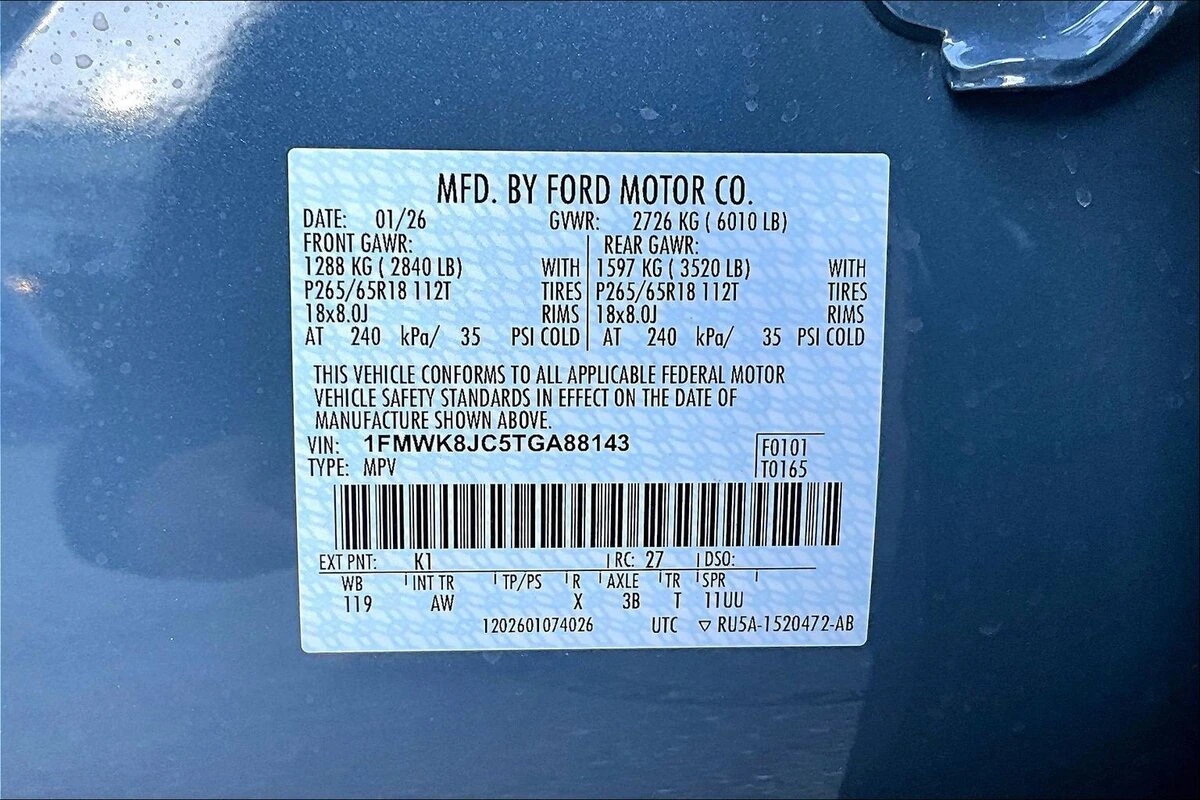 MFD. BY FORD MOTOR CO.
DATE: 01/26 GVWR: 2726 KG ( 6010 LB)
FRONT GAWR: REAR GAWR:
1288 KG ( 2840 LB) WITH 1597 KG ( 3520 LB) WITH
P265/65R18 112T TIRES P265/65R18 112T TIRES
18x8.0J RIMS 18x8.0J RIMS
AT 240 kPa/ 35 PSI COLD AT 240 kPa/ 35 PSI COLD
THIS VEHICLE CONFORMS TO ALL APPLICABLE FEDERAL MOTOR
VEHICLE SAFETY STANDARDS IN EFFECT ON THE DATE OF
MANUFACTURE SHOWN ABOVE.
VIN: 1FMWK8JC5TGA88143 F0101
TYPE: MPV T0165
EXT PNT: K1 RC: 27 DSO:
WB INT TR TP/PS R AXLE TR SPR
119 AW X 3B T 11UU
1202601074026 UTC ▽ RU5A-1520472-AB